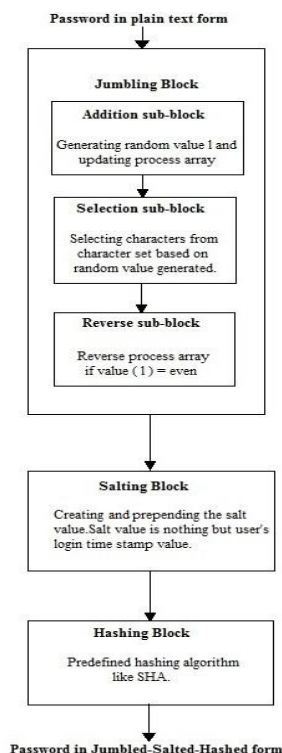 Password in plain text form
Jumbling Block
Addition sub-block
Generating random value l and
updating process array
Selection sub-block
Selecting characters from
character set based on
random value generated.
Reverse sub-block
Reverse process array
if value ( l ) = even
Salting Block
Creating and prepending the salt
value.Salt value is nothing but user's
login time stamp value.
Hashing Block
Predefined hashing algorithm
like SHA.
Password in Jumbled-Salted-Hashed form